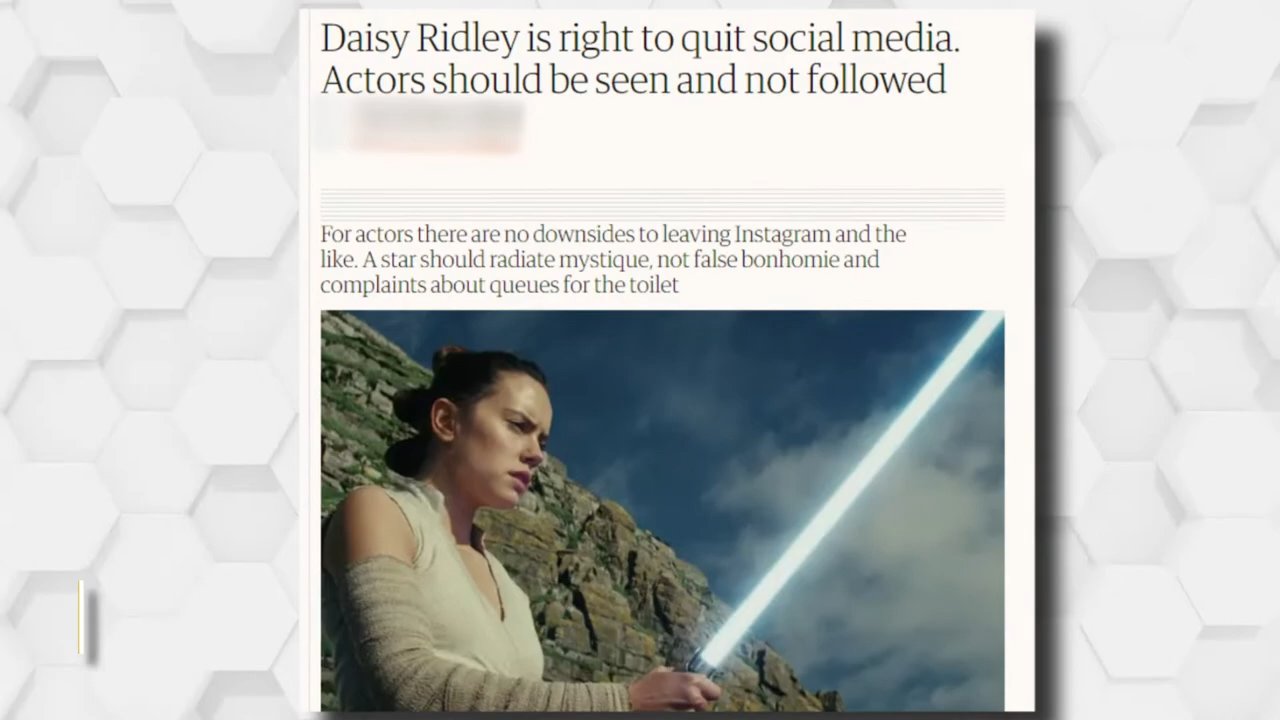 Daisy Ridley is right to quit social media.
Actors should be seen and not followed
For actors there are no downsides to leaving Instagram and the
like. A star should radiate mystique, not false bonhomie and
complaints about queues for the toilet